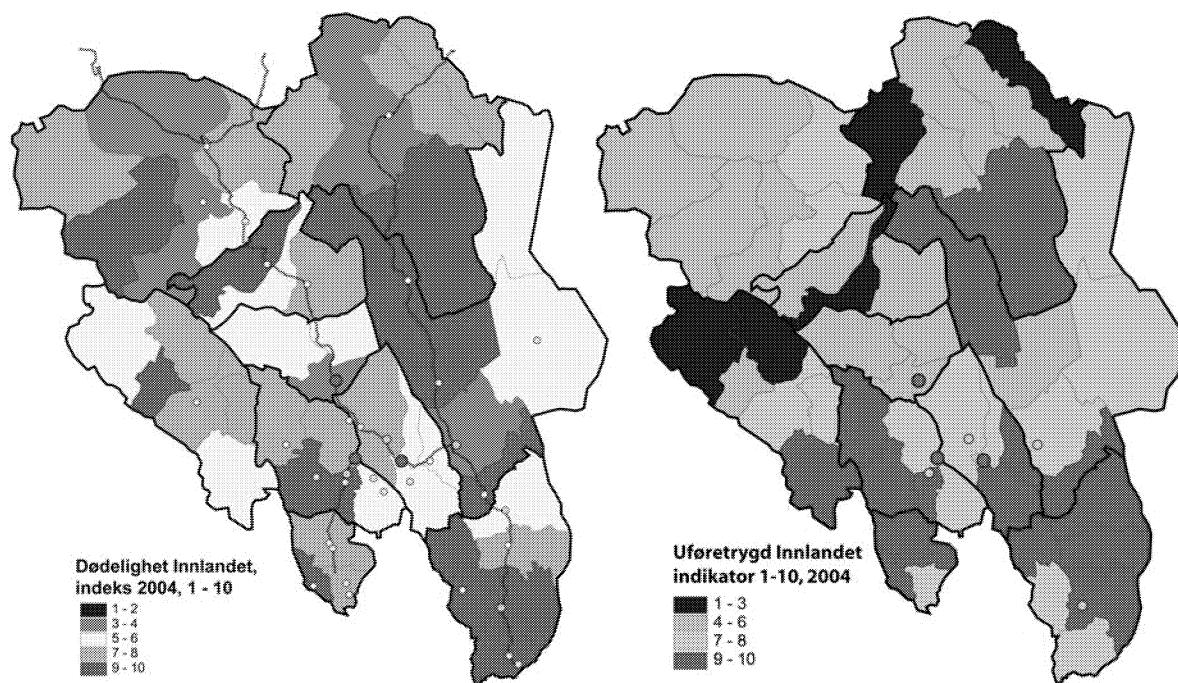 Dødelighet Innlandet,
indeks 2004, 1 - 10
1 - 2
3 - 4
5 - 6
7 - 8
9 - 10
Uføretrygd Innlandet
indikator 1-10, 2004
1 - 3
4 - 6
7 - 8
9 - 10